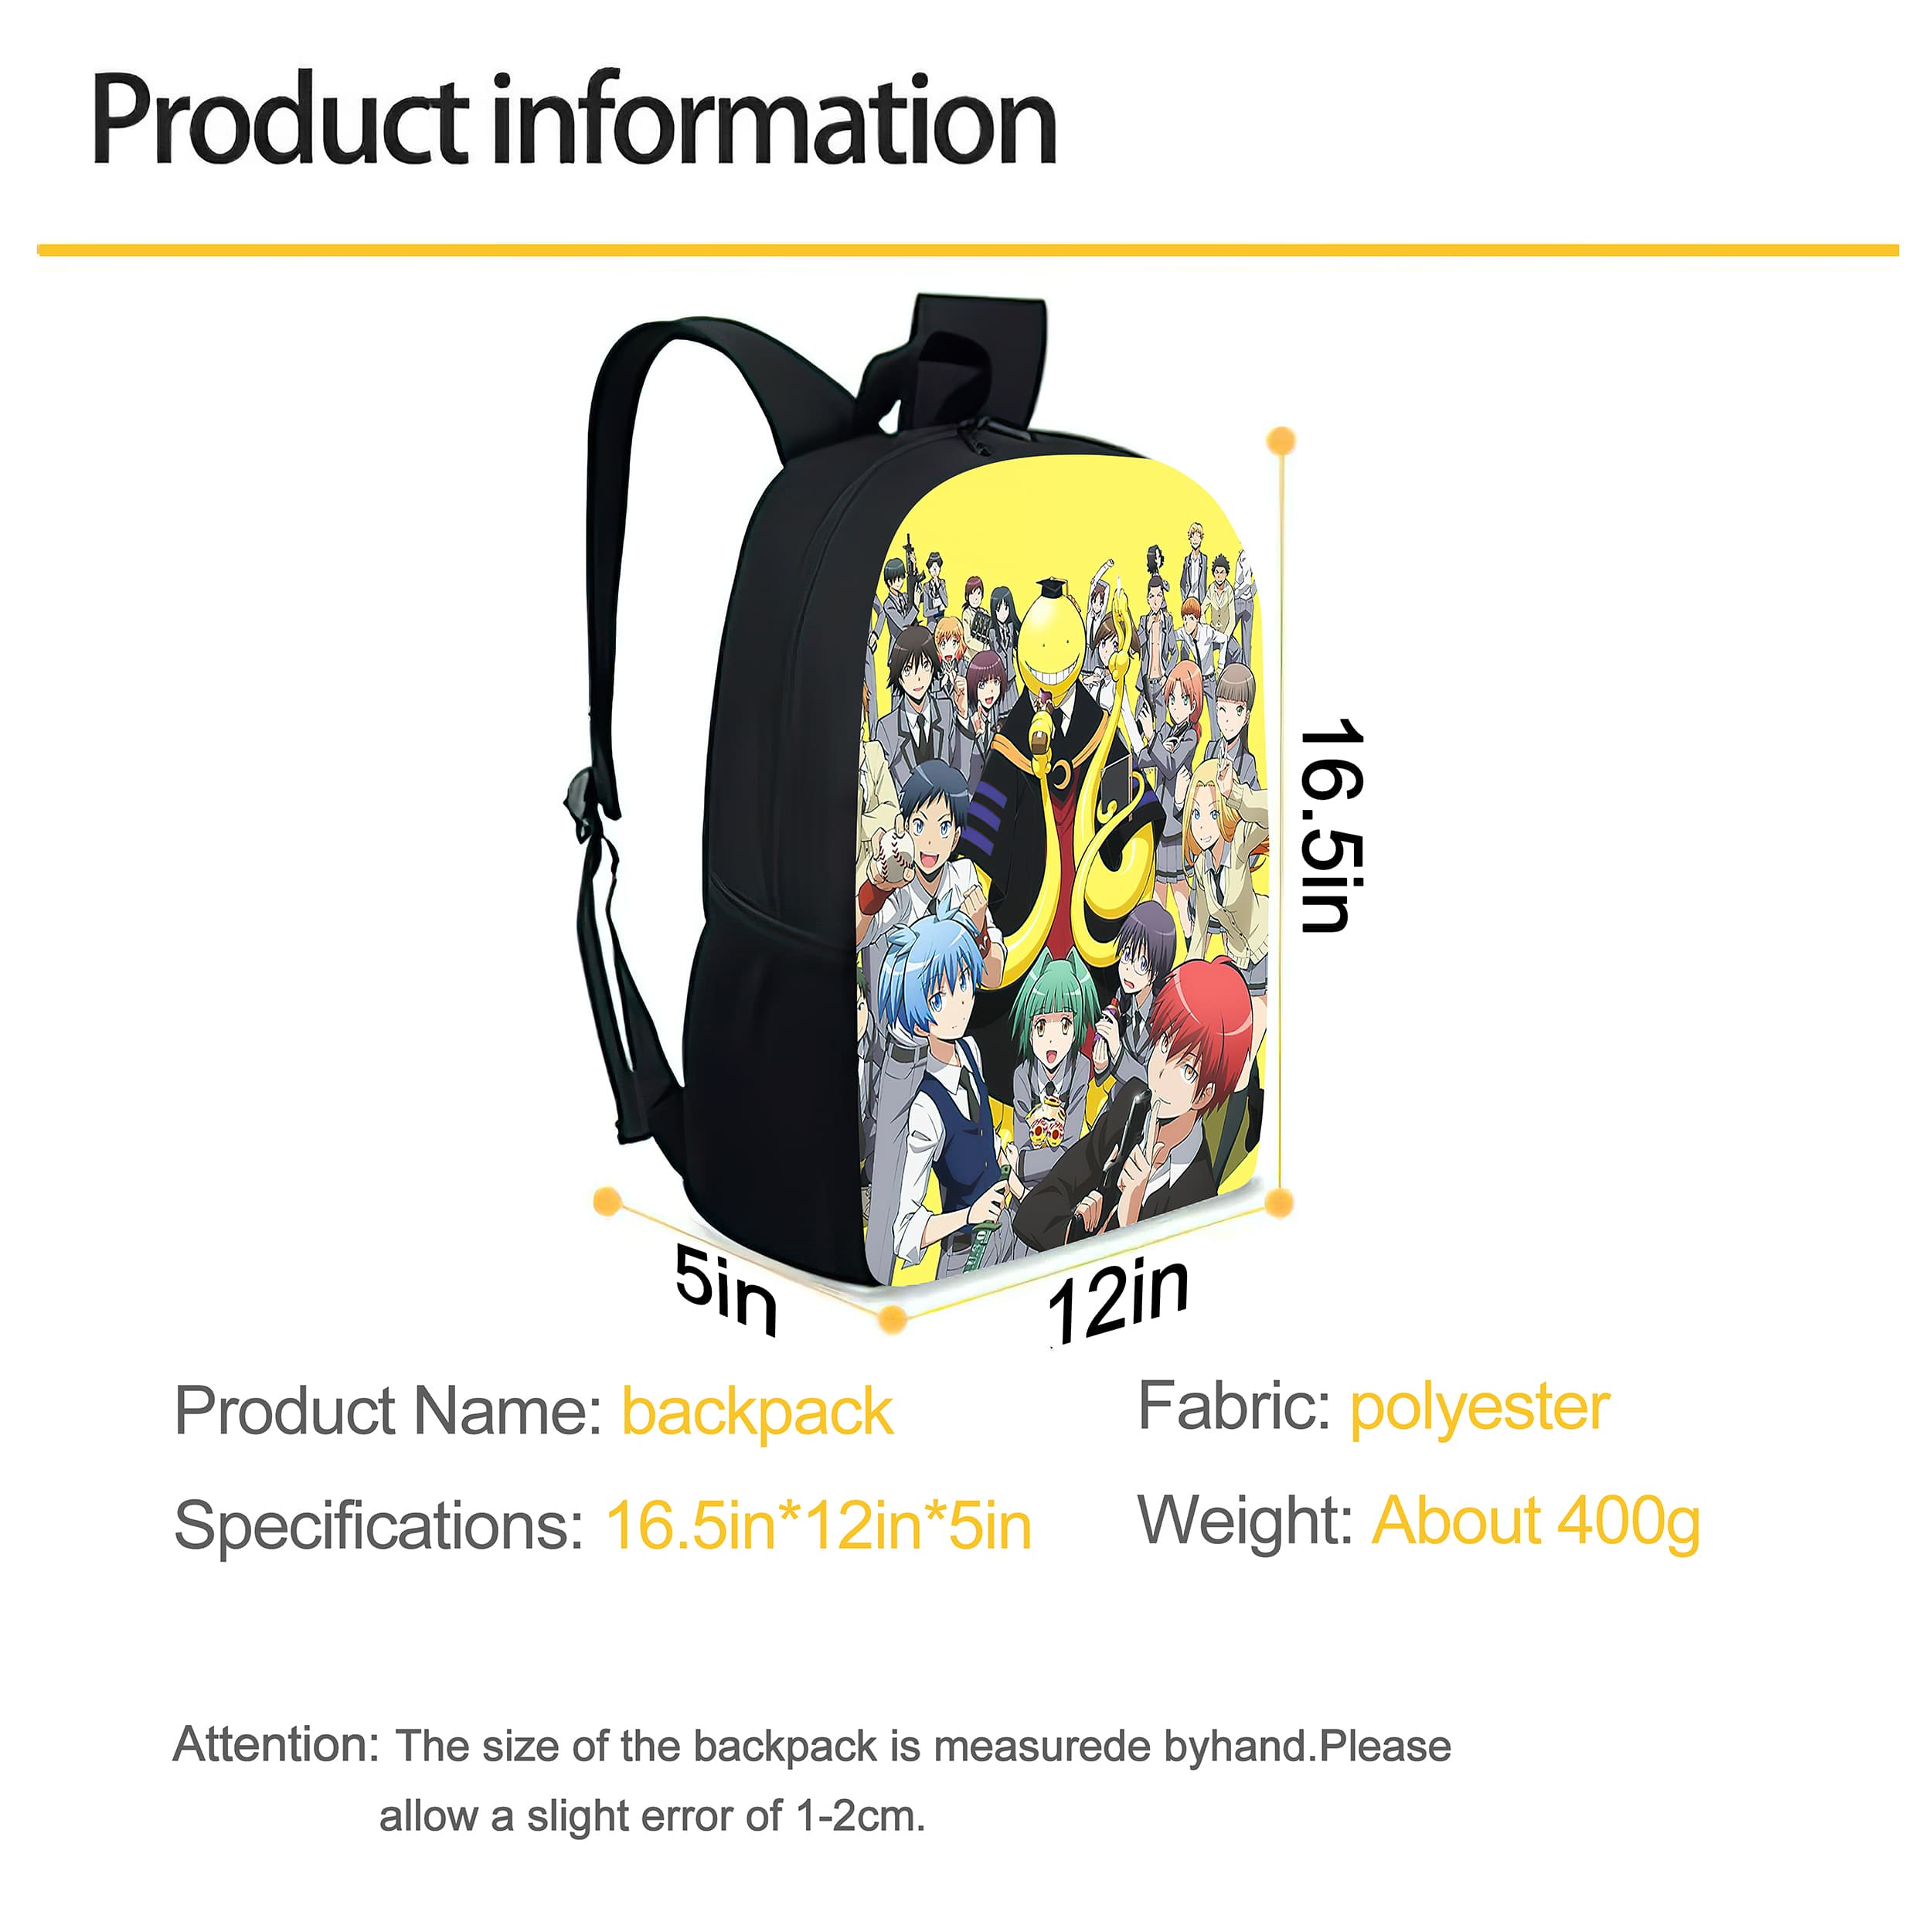 Product information
16.5in
5in
12in
Product Name: backpack
Fabric: polyester
Specifications: 16.5in*12in*5in
Weight: About 400g
Attention: The size of the backpack is measurede byhand.Please
allow a slight error of 1-2cm.